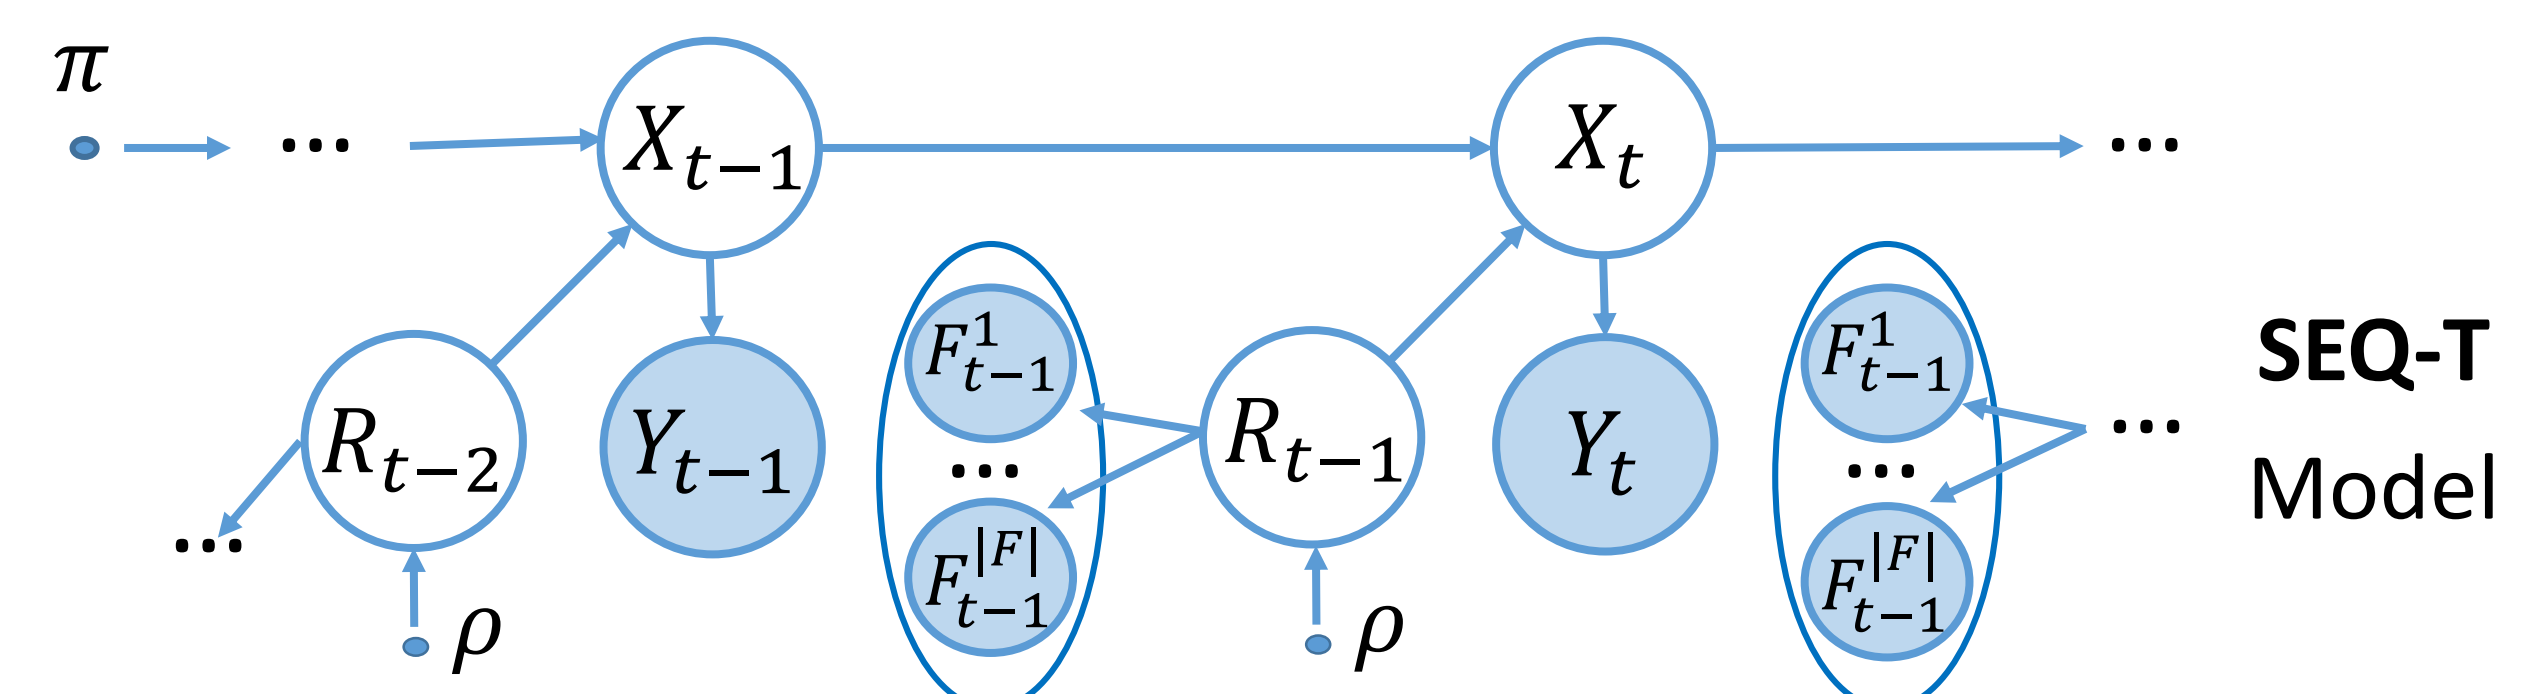 π
... X_{t-1} X_t ...
R_{t-2} Y_{t-1} F^1_{t-1} ... F^{|F|}_{t-1} R_{t-1} Y_t F^1_{t-1} ... F^{|F|}_{t-1} ...
...
ρ ρ
SEQ-T
Model